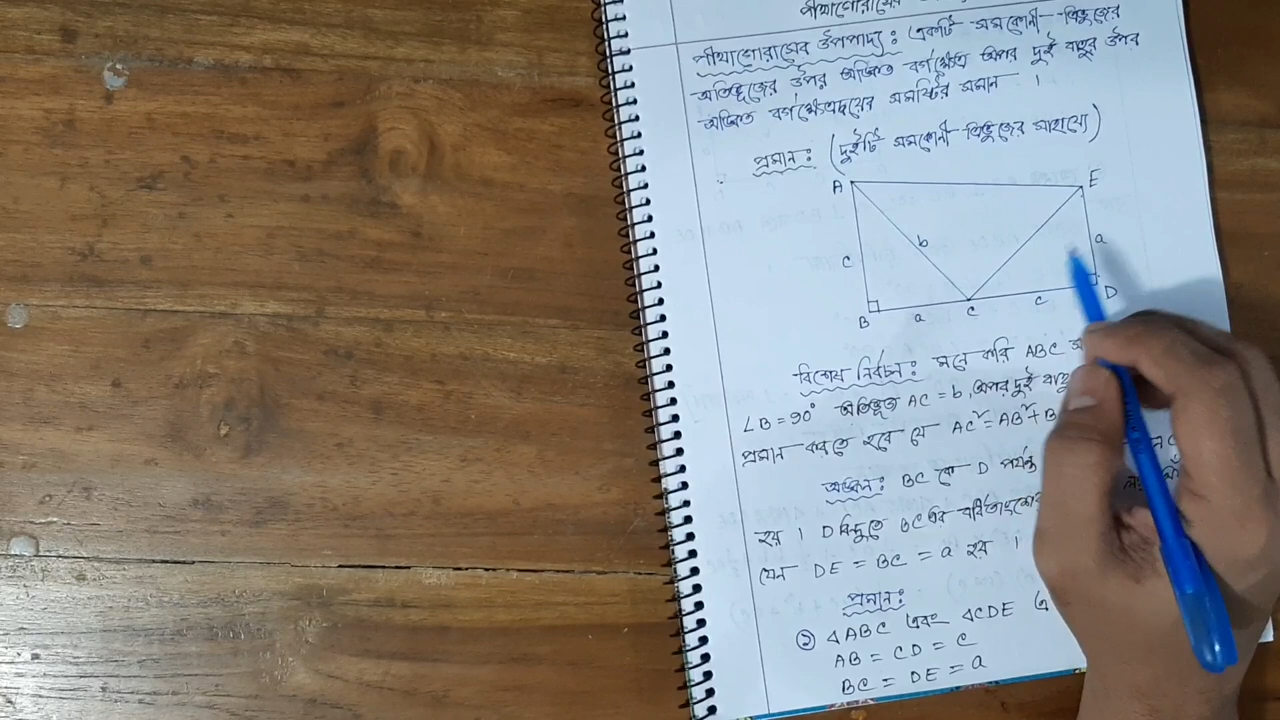 পীথাগোরাসের
পীথাগোরাসের উপপাদ্য: একটি সমকোনী ত্রিভুজের
অতিভুজের উপর অঙ্কিত বর্গক্ষেত্র অপর দুই বাহুর উপর
অঙ্কিত বর্গক্ষেত্রদ্বয়ের সমষ্টির সমান ।
প্রমান: (দুইটি সমকোনী ত্রিভুজের সাহায্যে)
A E
b
c a
B a C c D
বিশেষ নির্বচন: মনে করি ABC
∠B = 90° অতিভুজ AC = b, অপর দুই বাহু
প্রমান করতে হবে যে AC² = AB² + B
অঙ্কন: BC কে D পর্যন্ত
হয় । D বিন্দুতে BC এর বর্ধিতাংশের
যেন DE = BC = a হয় ।
প্রমান:
① ΔABC এবং ΔCDE এ
AB = CD = c
BC = DE = a